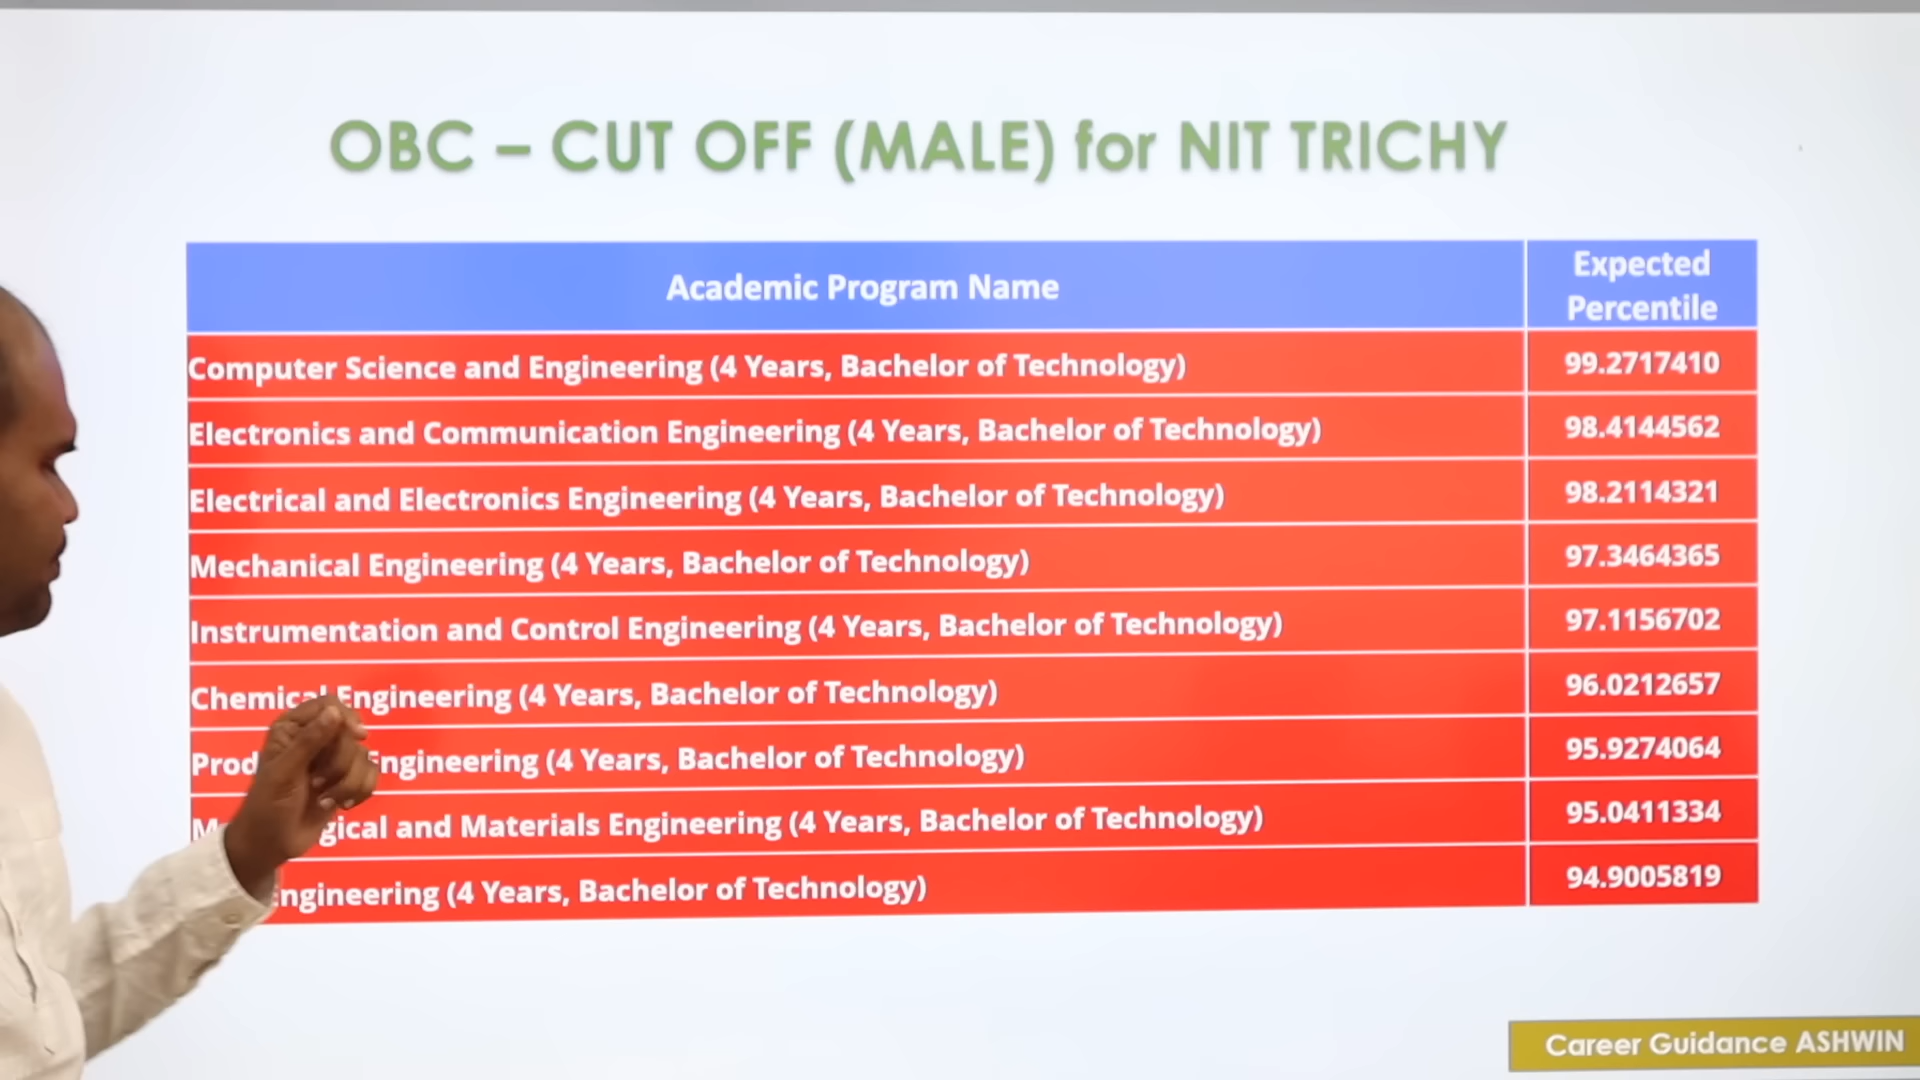 OBC – CUT OFF (MALE) for NIT TRICHY
Academic Program Name
Expected
Percentile
Computer Science and Engineering (4 Years, Bachelor of Technology)
99.2717410
Electronics and Communication Engineering (4 Years, Bachelor of Technology)
98.4144562
Electrical and Electronics Engineering (4 Years, Bachelor of Technology)
98.2114321
Mechanical Engineering (4 Years, Bachelor of Technology)
97.3464365
Instrumentation and Control Engineering (4 Years, Bachelor of Technology)
97.1156702
Chemical Engineering (4 Years, Bachelor of Technology)
96.0212657
Engineering (4 Years, Bachelor of Technology)
95.9274064
and Materials Engineering (4 Years, Bachelor of Technology)
95.0411334
Engineering (4 Years, Bachelor of Technology)
94.9005819
Career Guidance ASHWIN